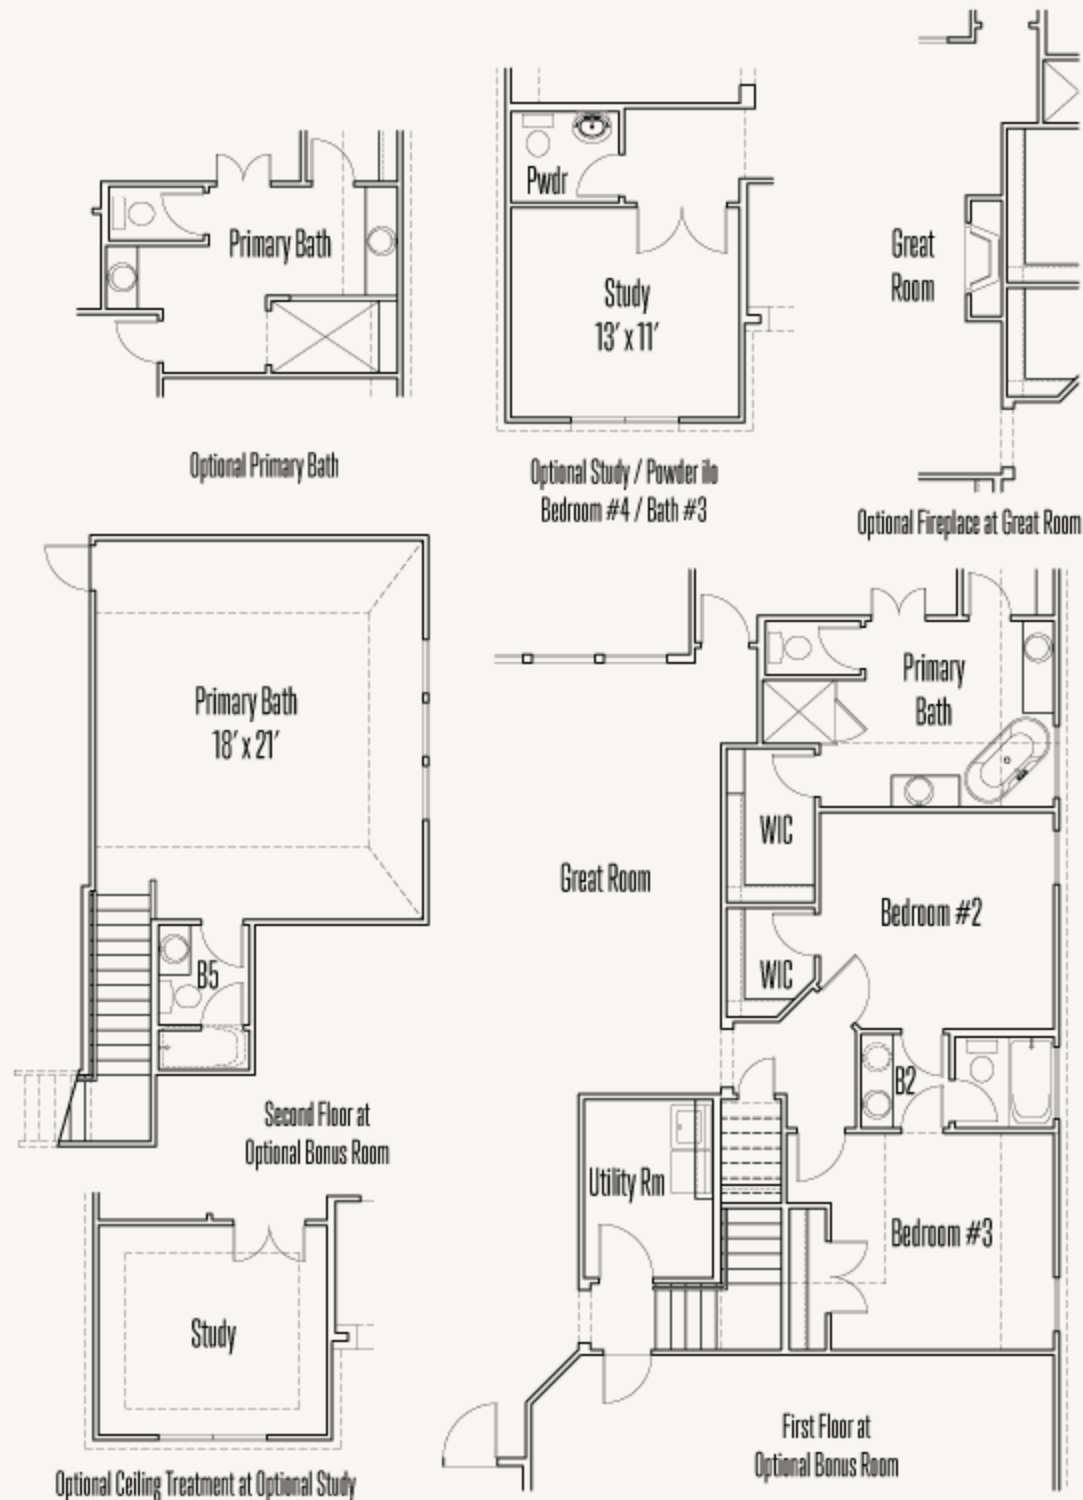 Primary Bath
Optional Primary Bath
Pwdr
Study
13' x 11'
Optional Study / Powder ilo
Bedroom #4 / Bath #3
Great
Room
Optional Fireplace at Great Room
Primary Bath
18' x 21'
B5
Second Floor at
Optional Bonus Room
Study
Optional Ceiling Treatment at Optional Study
Primary
Bath
WIC
Great Room
Bedroom #2
WIC
B2
Utility Rm
Bedroom #3
First Floor at
Optional Bonus Room